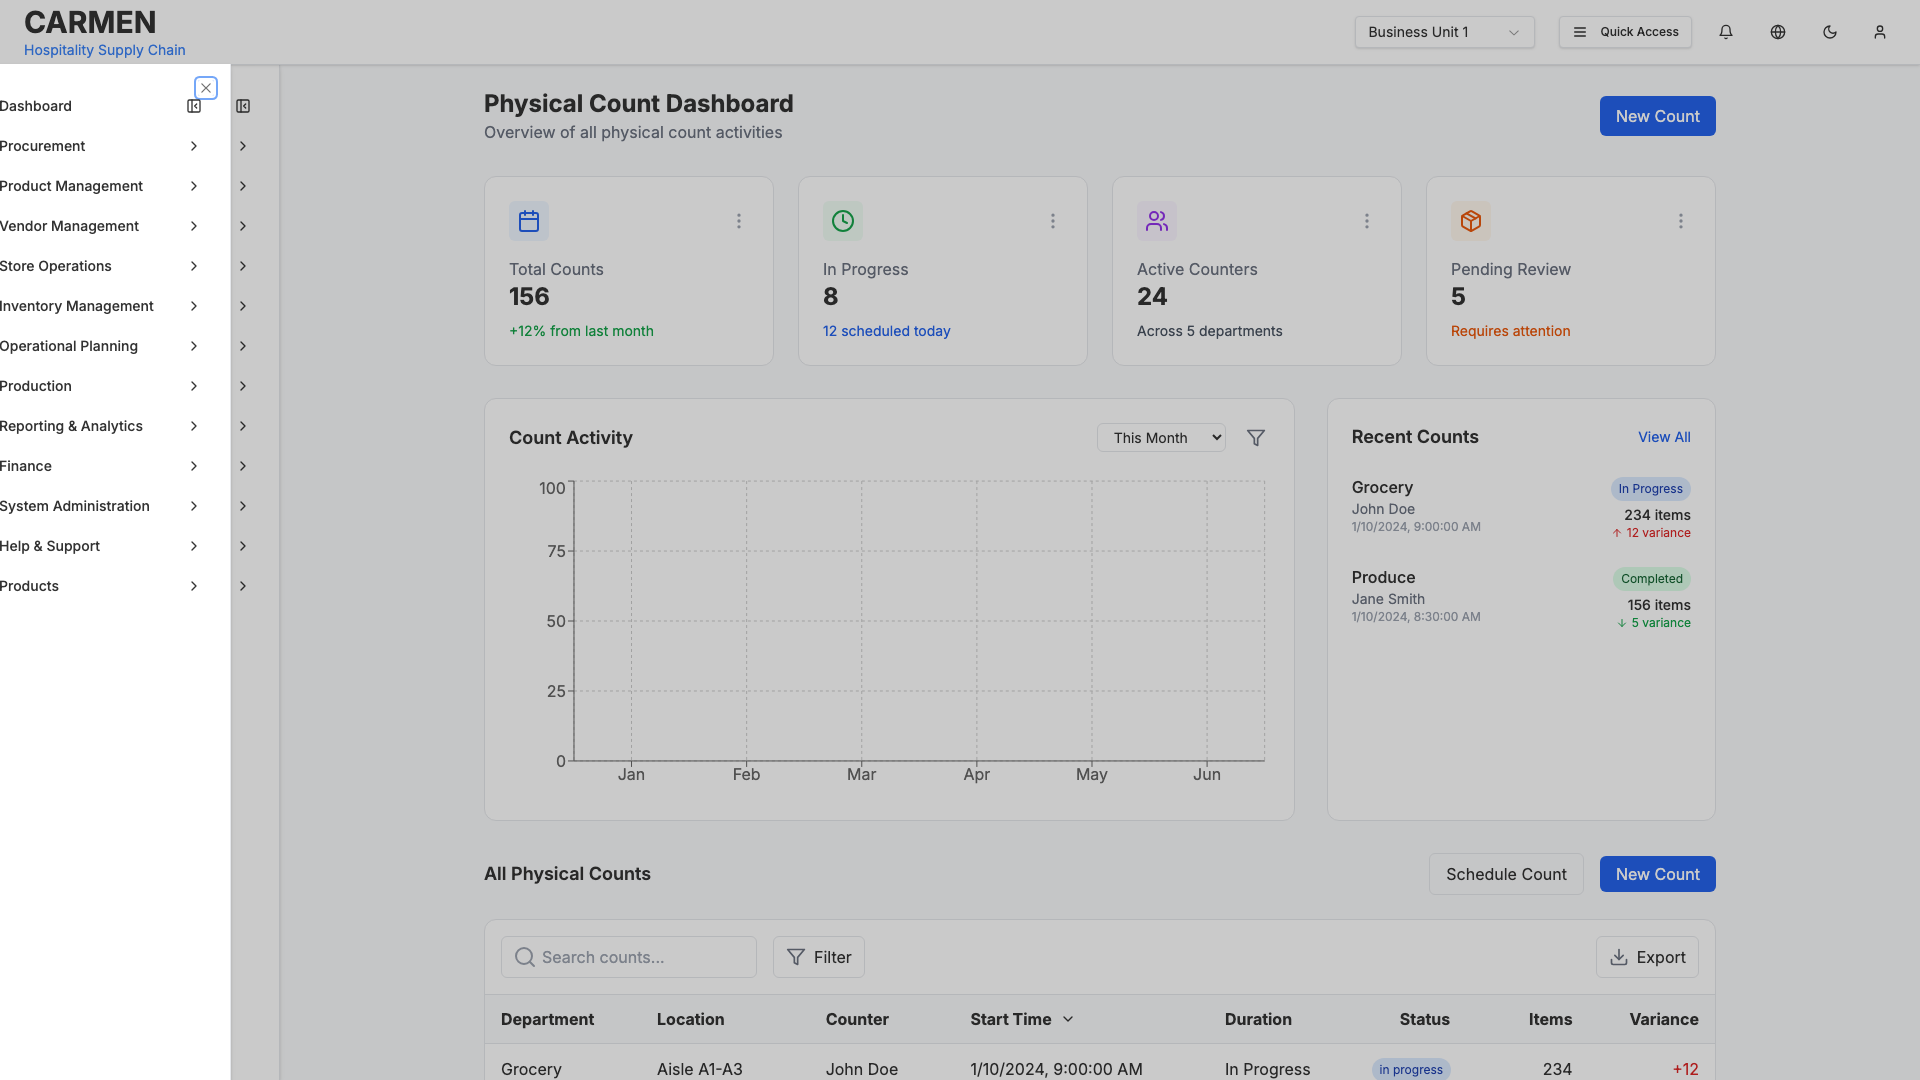 CARMEN
Hospitality Supply Chain
Business Unit 1
Quick Access
Dashboard
Procurement
Product Management
Vendor Management
Store Operations
Inventory Management
Operational Planning
Production
Reporting & Analytics
Finance
System Administration
Help & Support
Products
Physical Count Dashboard
Overview of all physical count activities
New Count
Total Counts
156
+12% from last month
In Progress
8
12 scheduled today
Active Counters
24
Across 5 departments
Pending Review
5
Requires attention
Count Activity
This Month
100
75
50
25
0
Jan Feb Mar Apr May Jun
Recent Counts
View All
Grocery
In Progress
John Doe
234 items
1/10/2024, 9:00:00 AM
↑ 12 variance
Produce
Completed
Jane Smith
156 items
1/10/2024, 8:30:00 AM
↓ 5 variance
All Physical Counts
Schedule Count
New Count
Search counts...
Filter
Export
Department Location Counter Start Time Duration Status Items Variance
Grocery Aisle A1-A3 John Doe 1/10/2024, 9:00:00 AM In Progress in progress 234 +12